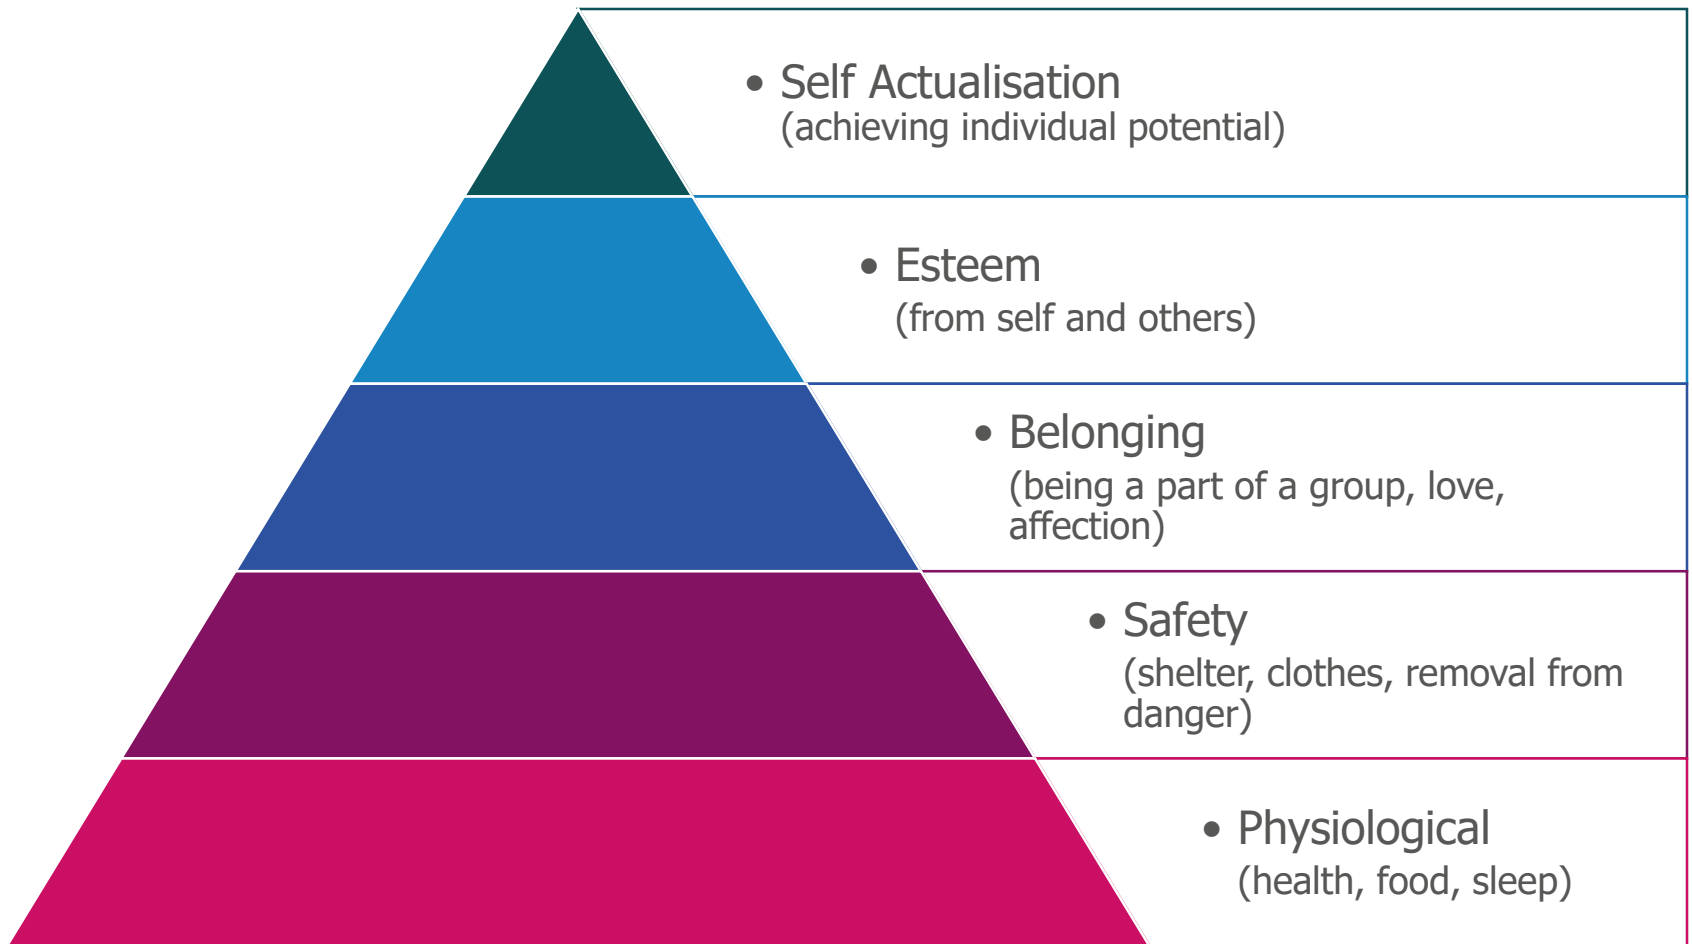 • Self Actualisation
(achieving individual potential)
• Esteem
(from self and others)
• Belonging
(being a part of a group, love,
affection)
• Safety
(shelter, clothes, removal from
danger)
• Physiological
(health, food, sleep)